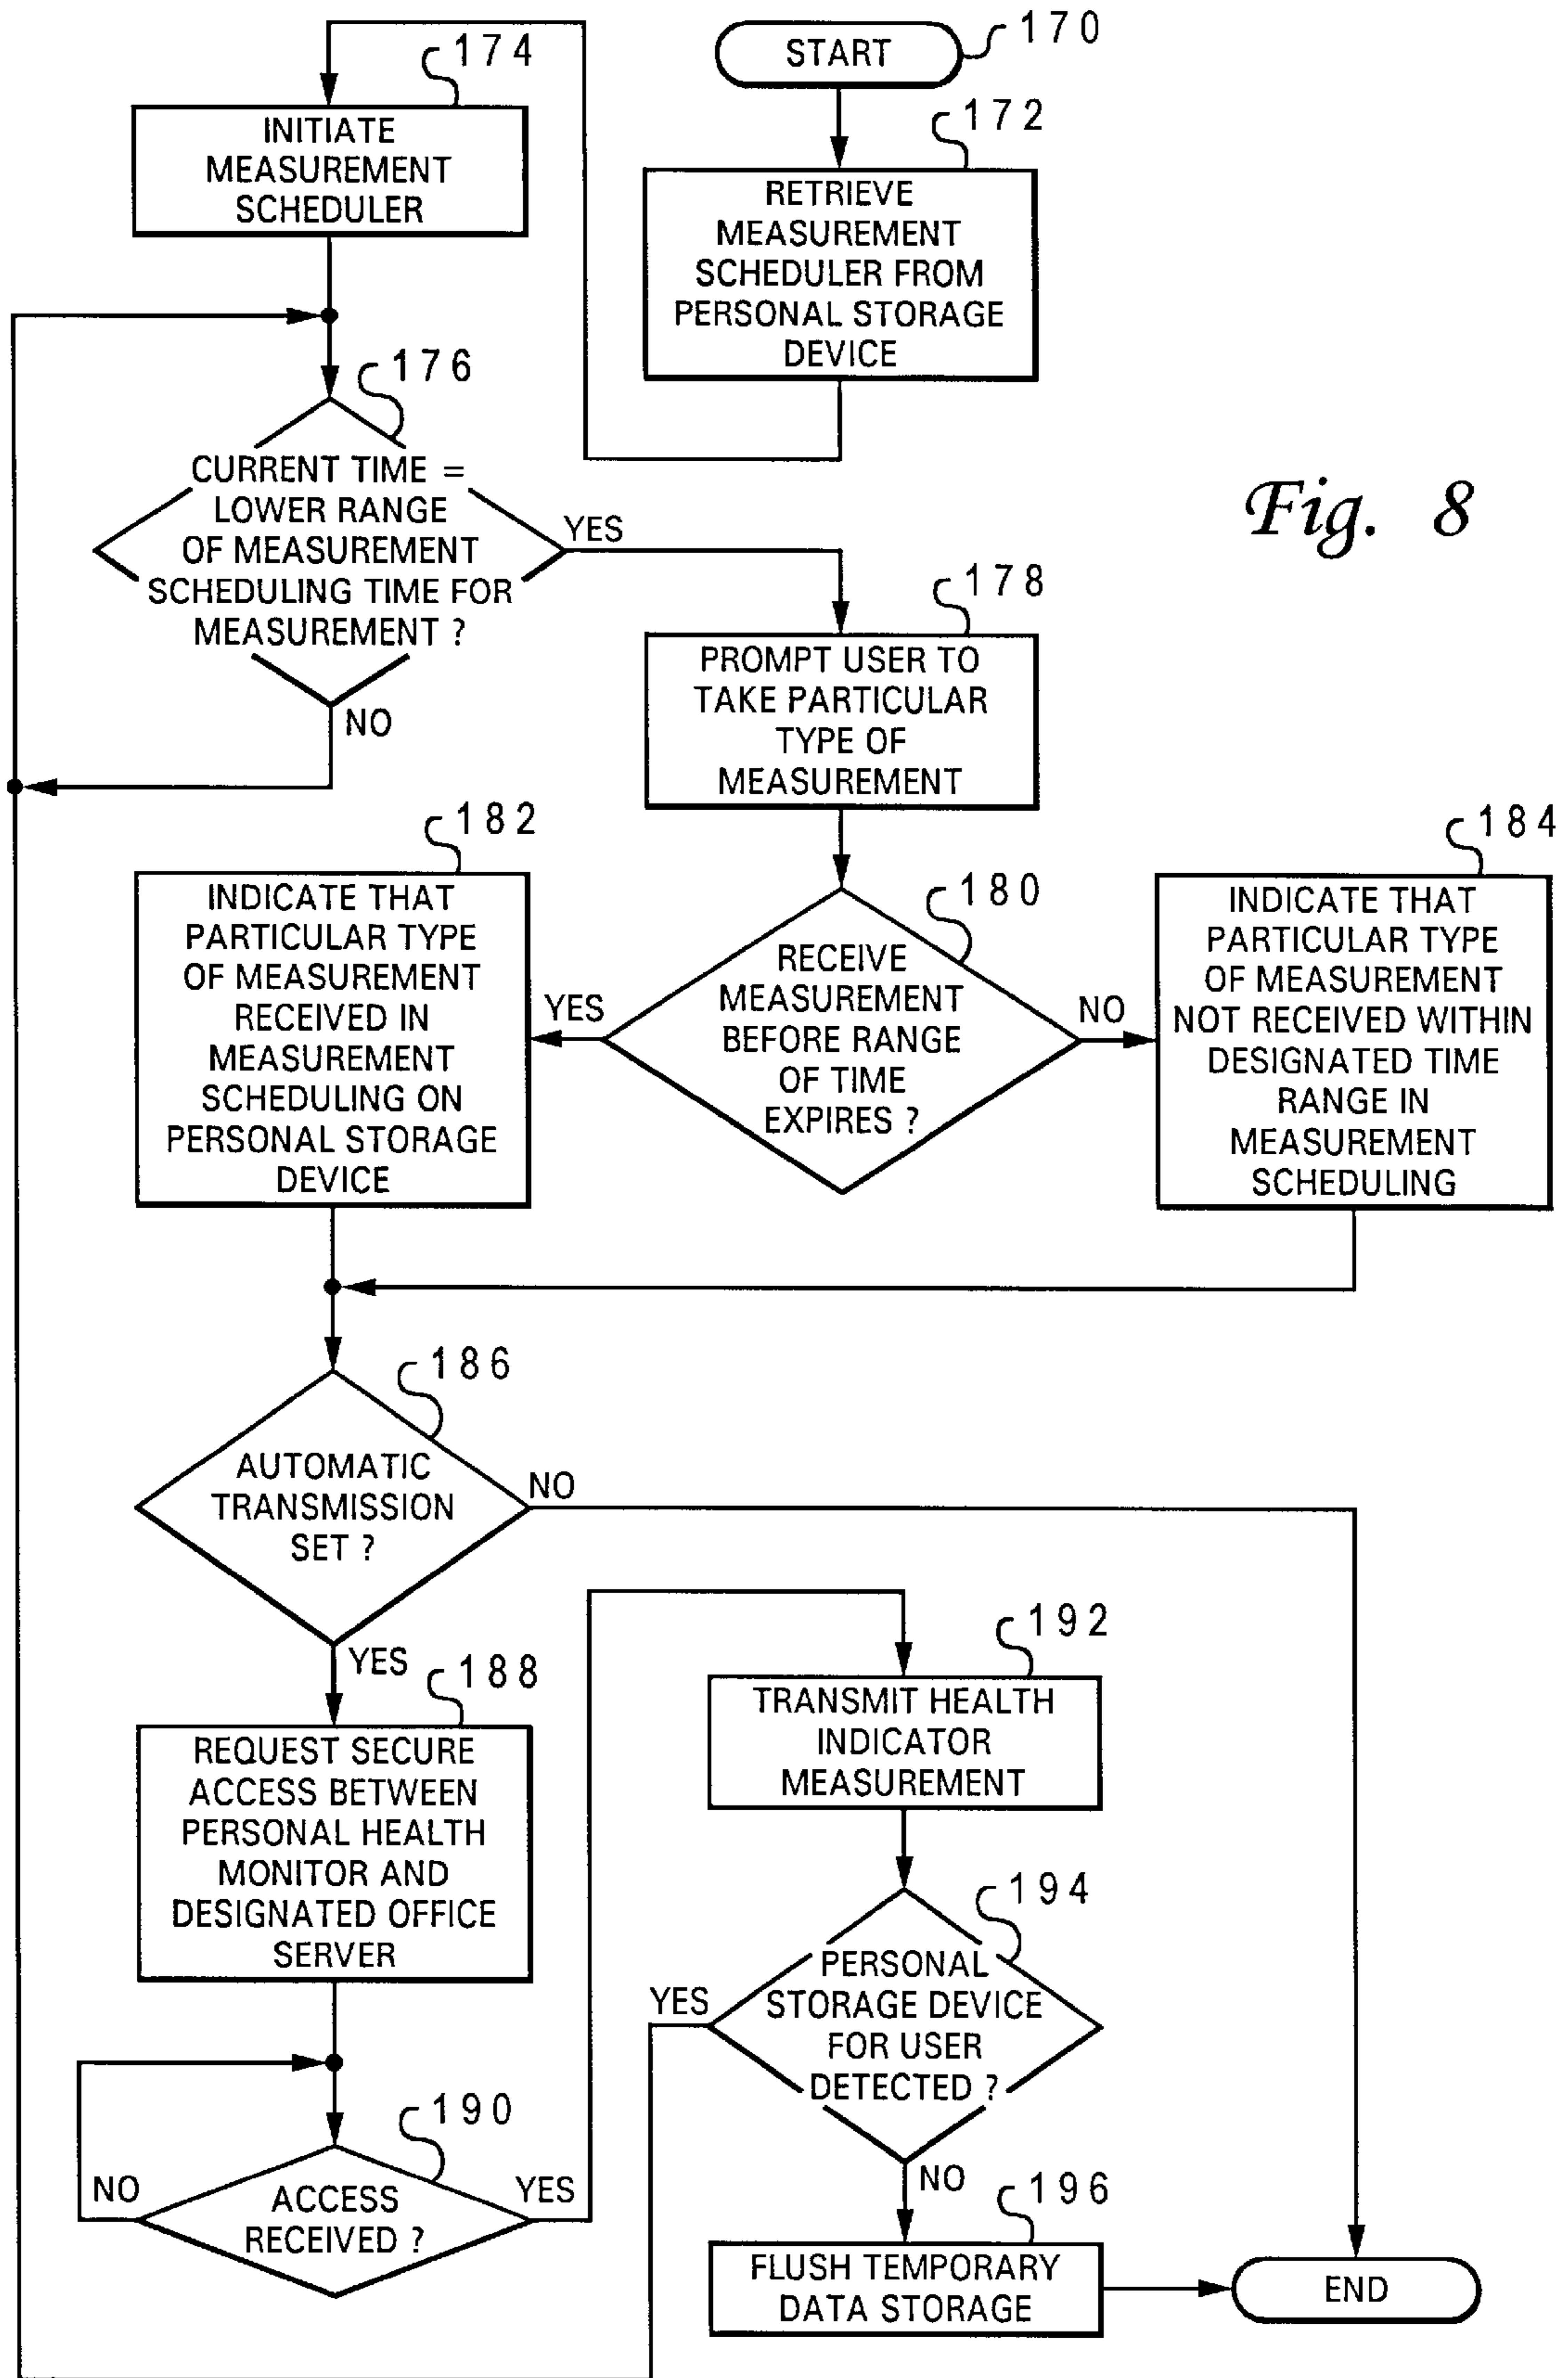 START
170
172
RETRIEVE
MEASUREMENT
SCHEDULER FROM
PERSONAL STORAGE
DEVICE
174
INITIATE
MEASUREMENT
SCHEDULER
176
CURRENT TIME =
LOWER RANGE
OF MEASUREMENT
SCHEDULING TIME FOR
MEASUREMENT ?
YES
NO
Fig. 8
178
PROMPT USER TO
TAKE PARTICULAR
TYPE OF
MEASUREMENT
180
RECEIVE
MEASUREMENT
BEFORE RANGE
OF TIME
EXPIRES ?
YES
NO
182
INDICATE THAT
PARTICULAR TYPE
OF MEASUREMENT
RECEIVED IN
MEASUREMENT
SCHEDULING ON
PERSONAL STORAGE
DEVICE
184
INDICATE THAT
PARTICULAR TYPE
OF MEASUREMENT
NOT RECEIVED WITHIN
DESIGNATED TIME
RANGE IN
MEASUREMENT
SCHEDULING
186
AUTOMATIC
TRANSMISSION
SET ?
NO
YES
188
REQUEST SECURE
ACCESS BETWEEN
PERSONAL HEALTH
MONITOR AND
DESIGNATED OFFICE
SERVER
190
ACCESS
RECEIVED ?
NO
YES
192
TRANSMIT HEALTH
INDICATOR
MEASUREMENT
194
PERSONAL
STORAGE DEVICE
FOR USER
DETECTED ?
YES
NO
196
FLUSH TEMPORARY
DATA STORAGE
END